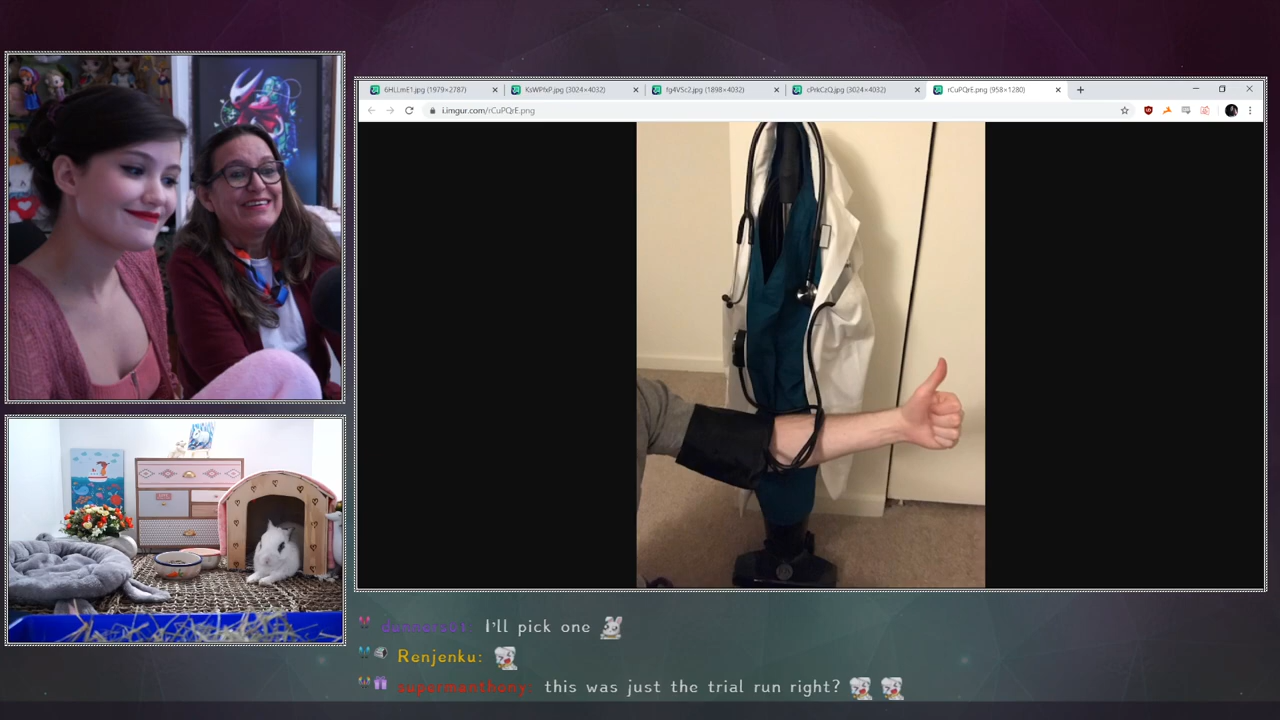 6HLLmE1.jpg (1979×2787)
KsWPfxP.jpg (3024×4032)
fg4VSc2.jpg (1898×4032)
cPrkCzQ.jpg (3024×4032)
rCuPQrE.png (958×1280)
i.imgur.com/rCuPQrE.png
I'll pick one
Renjenku:
supermanthony: this was just the trial run right?